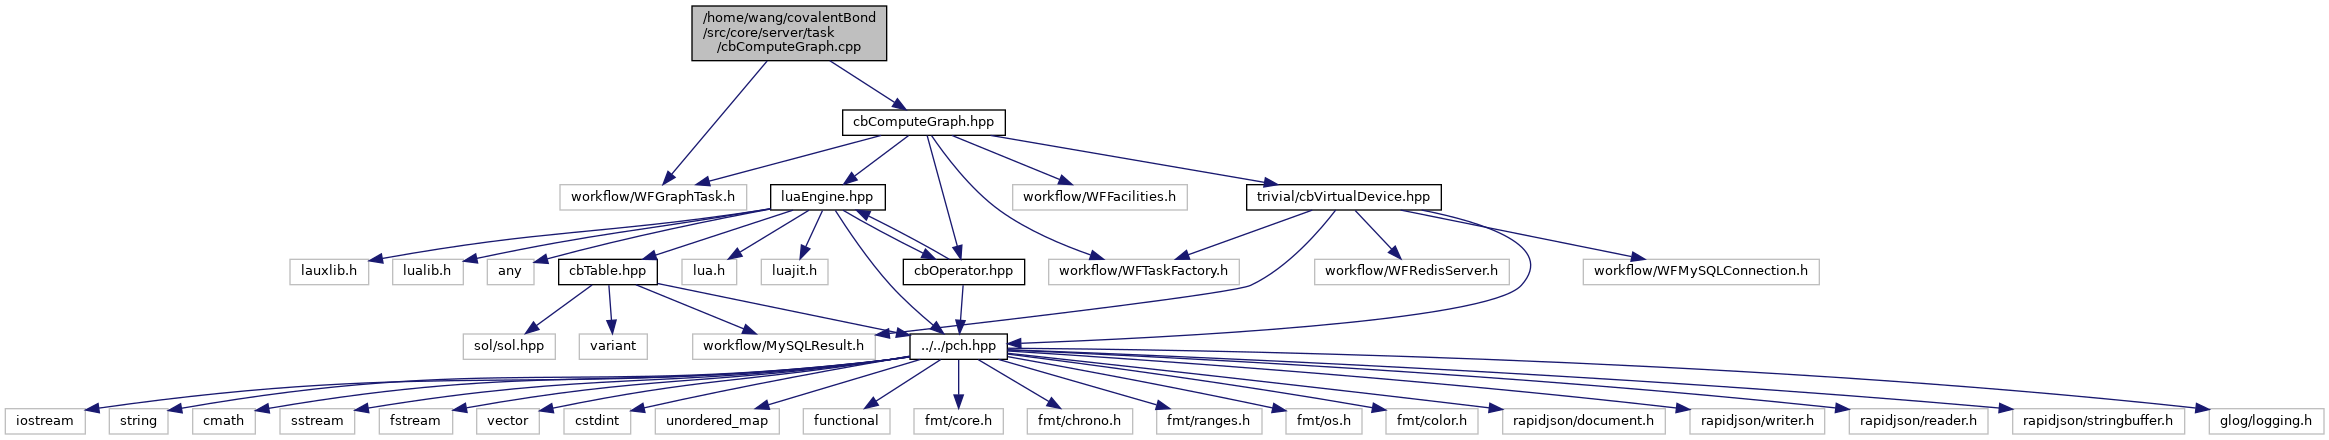 /home/wang/covalentBond
/src/core/server/task
/cbComputeGraph.cpp
cbComputeGraph.hpp
workflow/WFGraphTask.h
luaEngine.hpp
workflow/WFFacilities.h
trivial/cbVirtualDevice.hpp
lauxlib.h
lualib.h
any
cbTable.hpp
lua.h
luajit.h
cbOperator.hpp
workflow/WFTaskFactory.h
workflow/WFRedisServer.h
workflow/WFMySQLConnection.h
sol/sol.hpp
variant
workflow/MySQLResult.h
../../pch.hpp
iostream
string
cmath
sstream
fstream
vector
cstdint
unordered_map
functional
fmt/core.h
fmt/chrono.h
fmt/ranges.h
fmt/os.h
fmt/color.h
rapidjson/document.h
rapidjson/writer.h
rapidjson/reader.h
rapidjson/stringbuffer.h
glog/logging.h